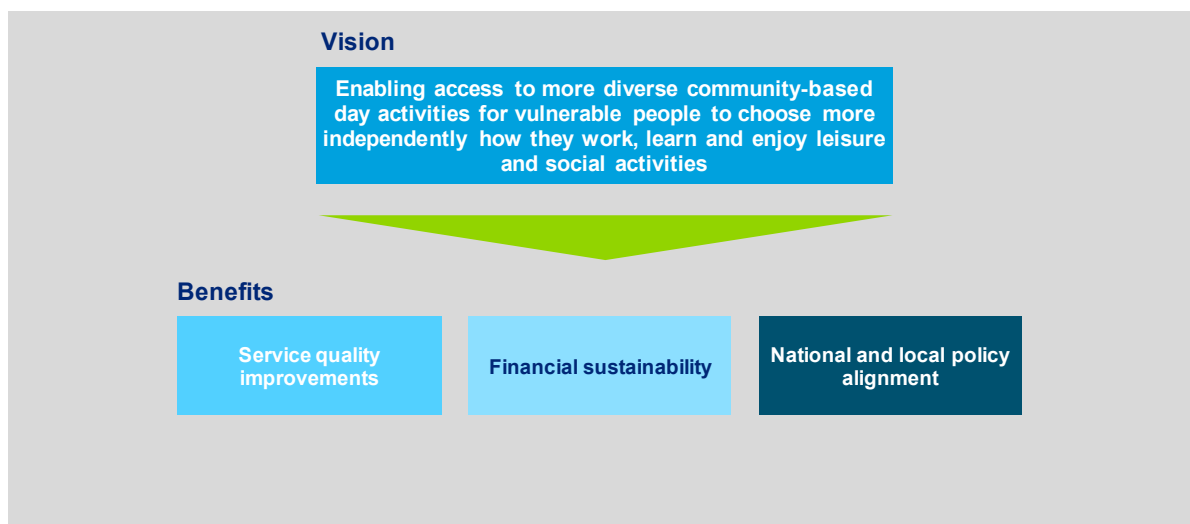 Vision
Enabling access to more diverse community-based
day activities for vulnerable people to choose more
independently how they work, learn and enjoy leisure
and social activities
Benefits
Service quality
improvements
Financial sustainability
National and local policy
alignment